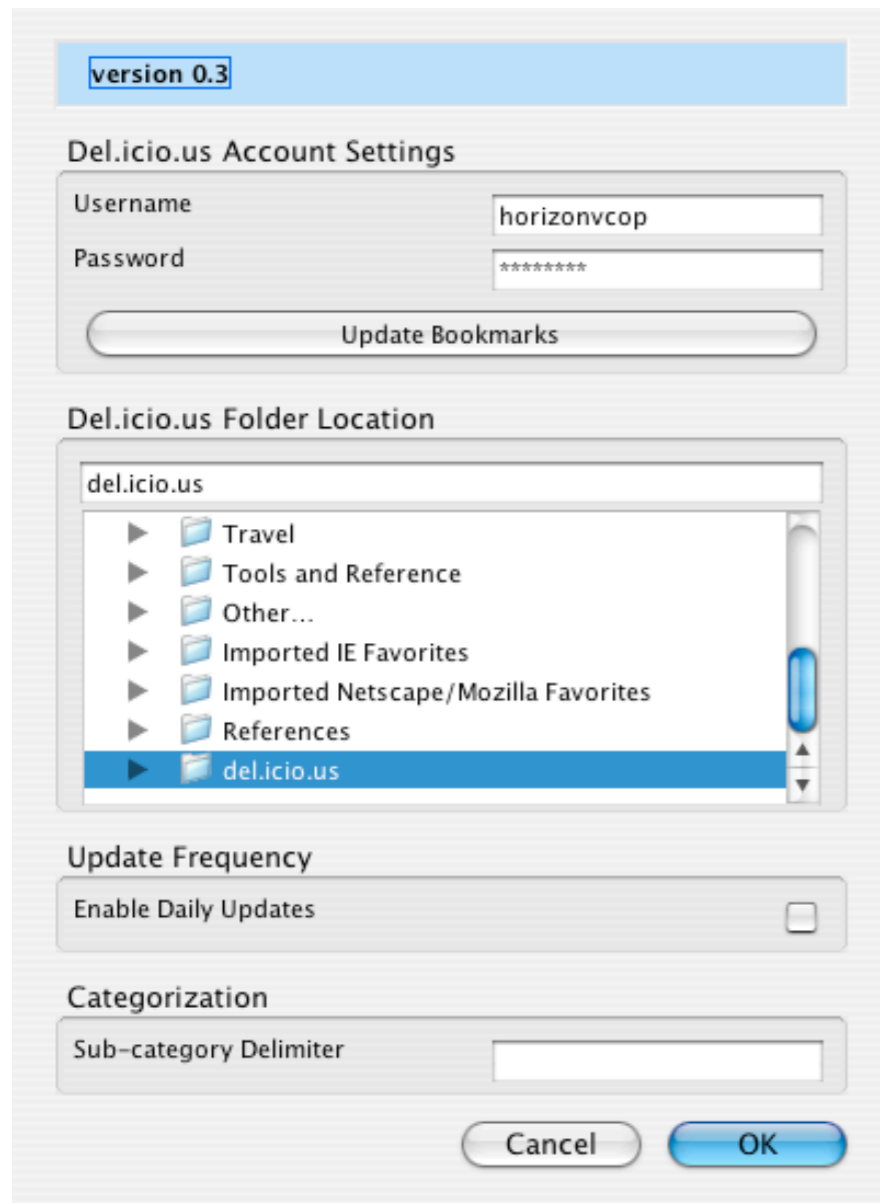 version 0.3
Del.icio.us Account Settings
Username
horizonvcop
Password
********
Update Bookmarks
Del.icio.us Folder Location
del.icio.us
Travel
Tools and Reference
Other...
Imported IE Favorites
Imported Netscape/Mozilla Favorites
References
del.icio.us
Update Frequency
Enable Daily Updates
Categorization
Sub-category Delimiter
Cancel
OK